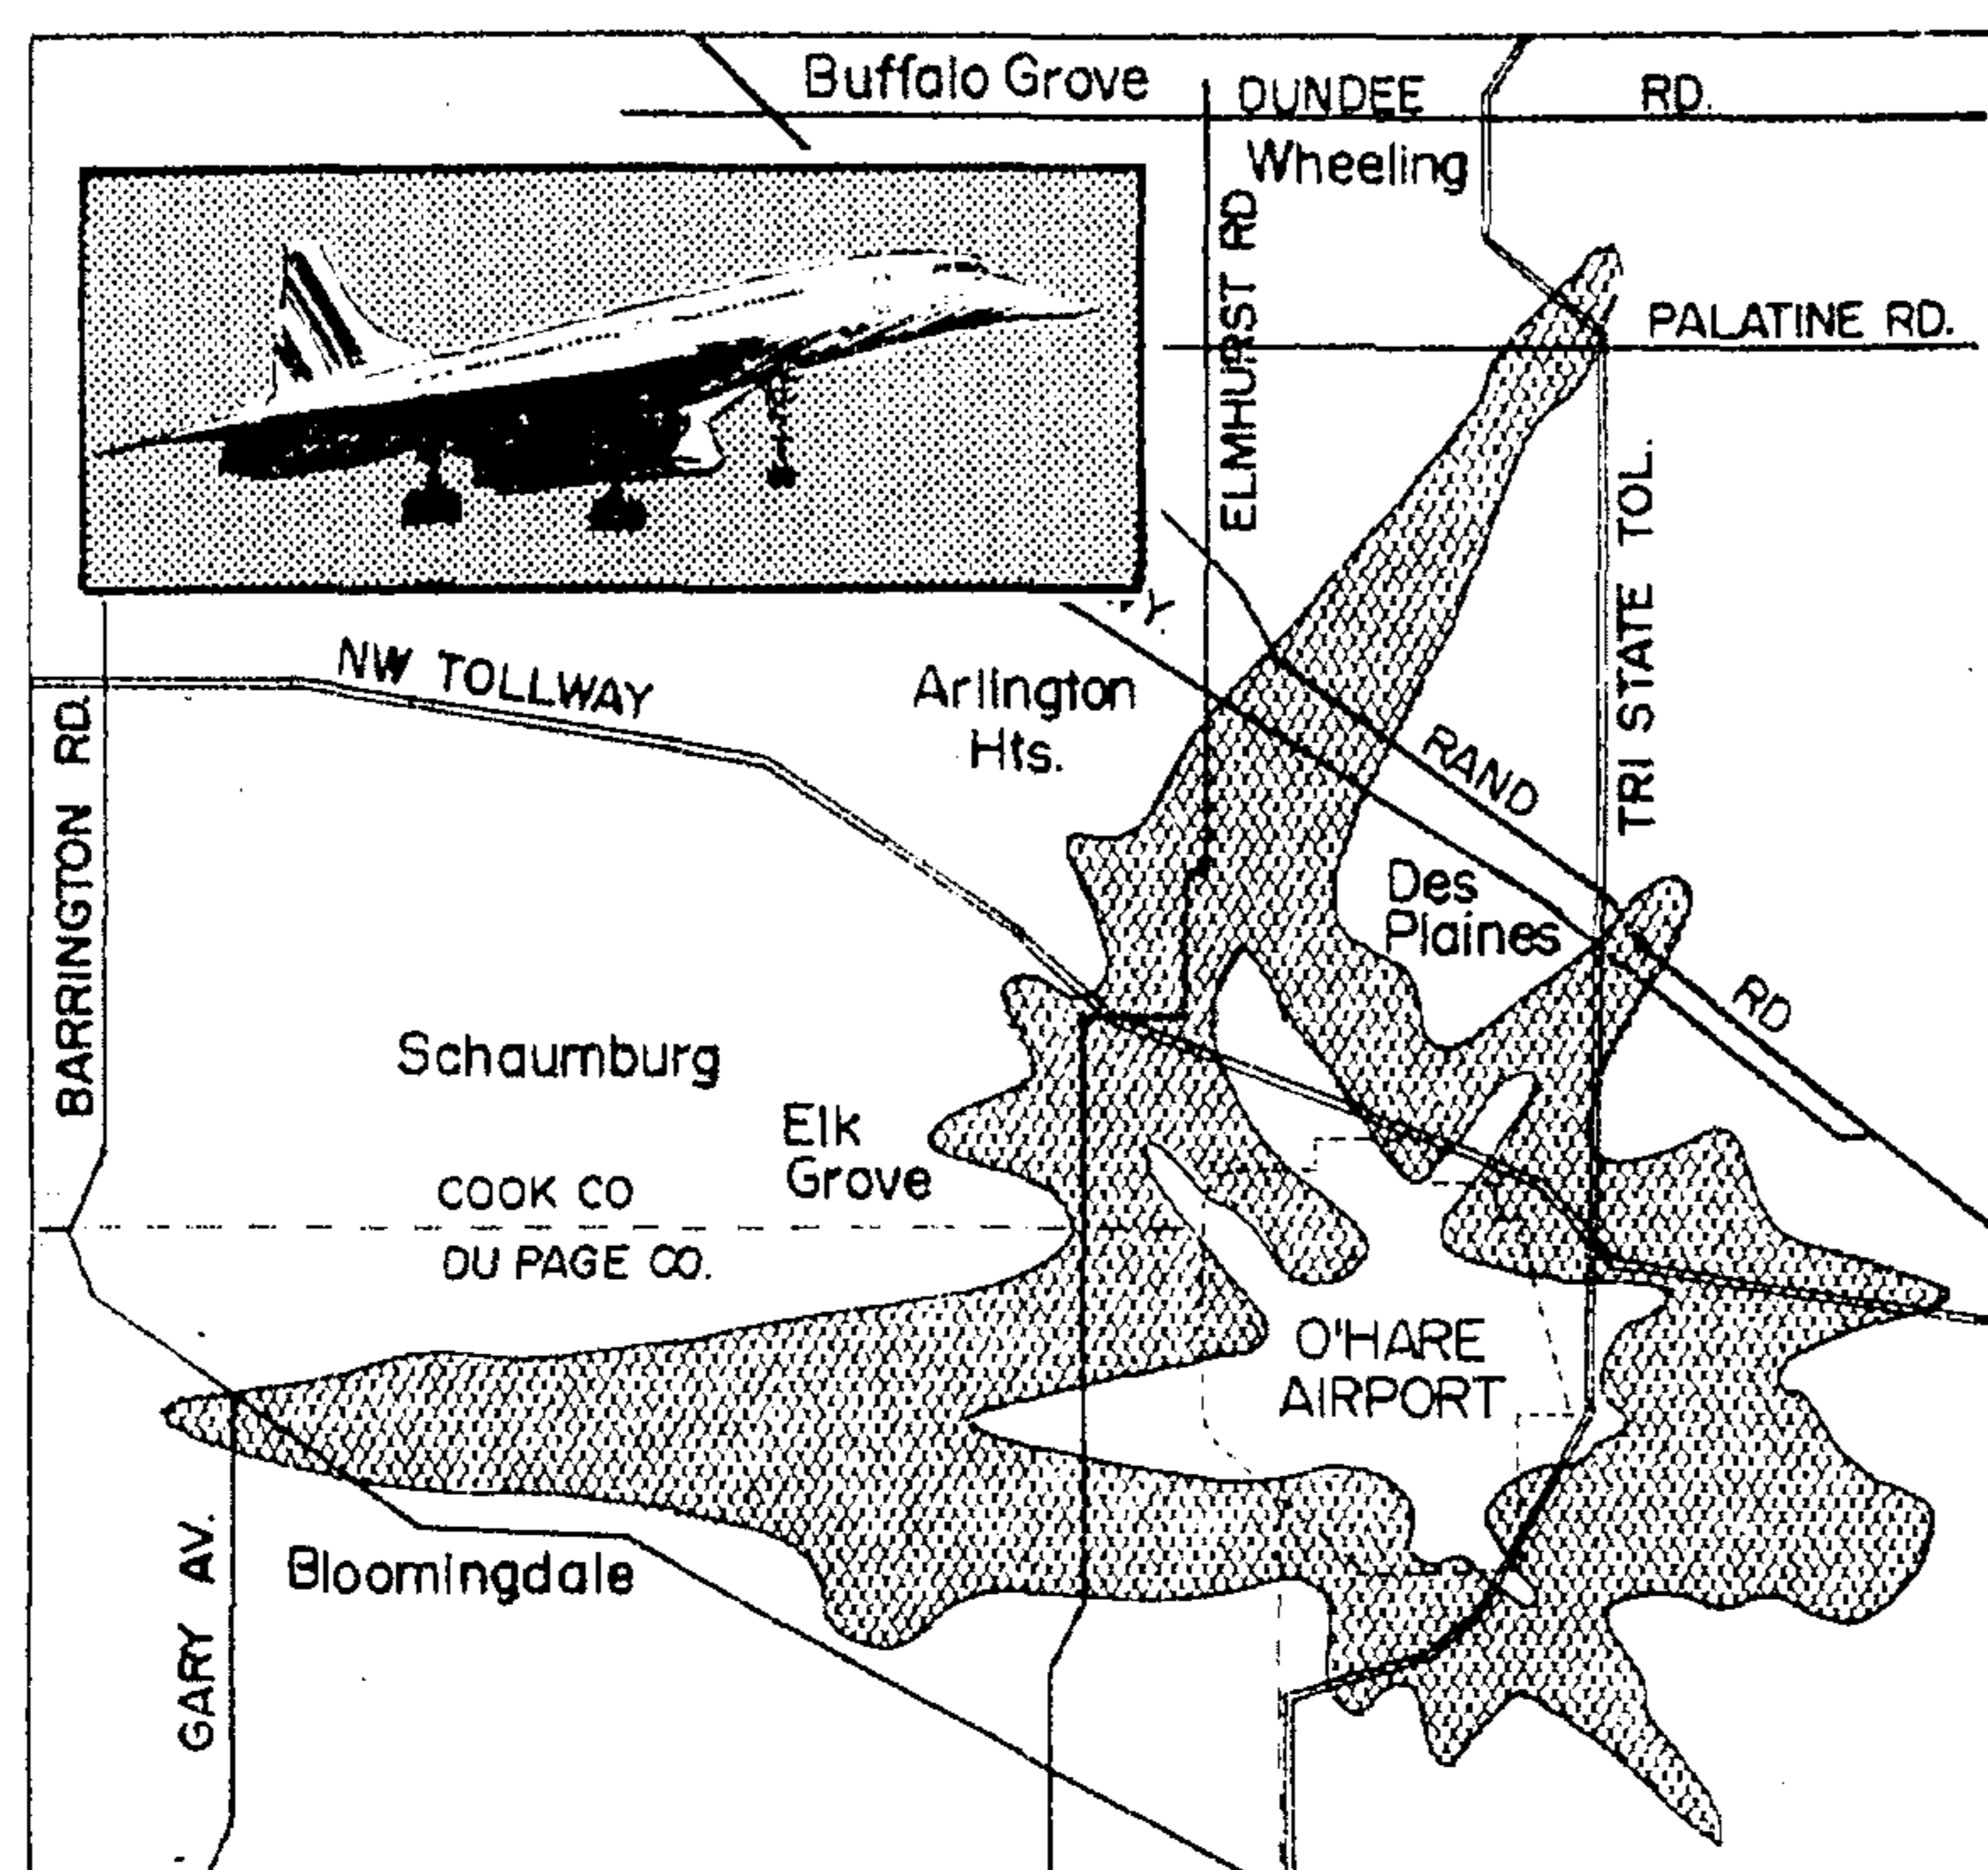 Buffalo Grove
DUNDEE RD.
Wheeling
ELMHURST RD
PALATINE RD.
TRI STATE TOL.
NW TOLLWAY
Y.
Arlington
Hts.
RAND RD
BARRINGTON RD.
Des
Plaines
Schaumburg
Elk
Grove
COOK CO
DU PAGE CO.
O'HARE
AIRPORT
Bloomingdale
GARY AV.